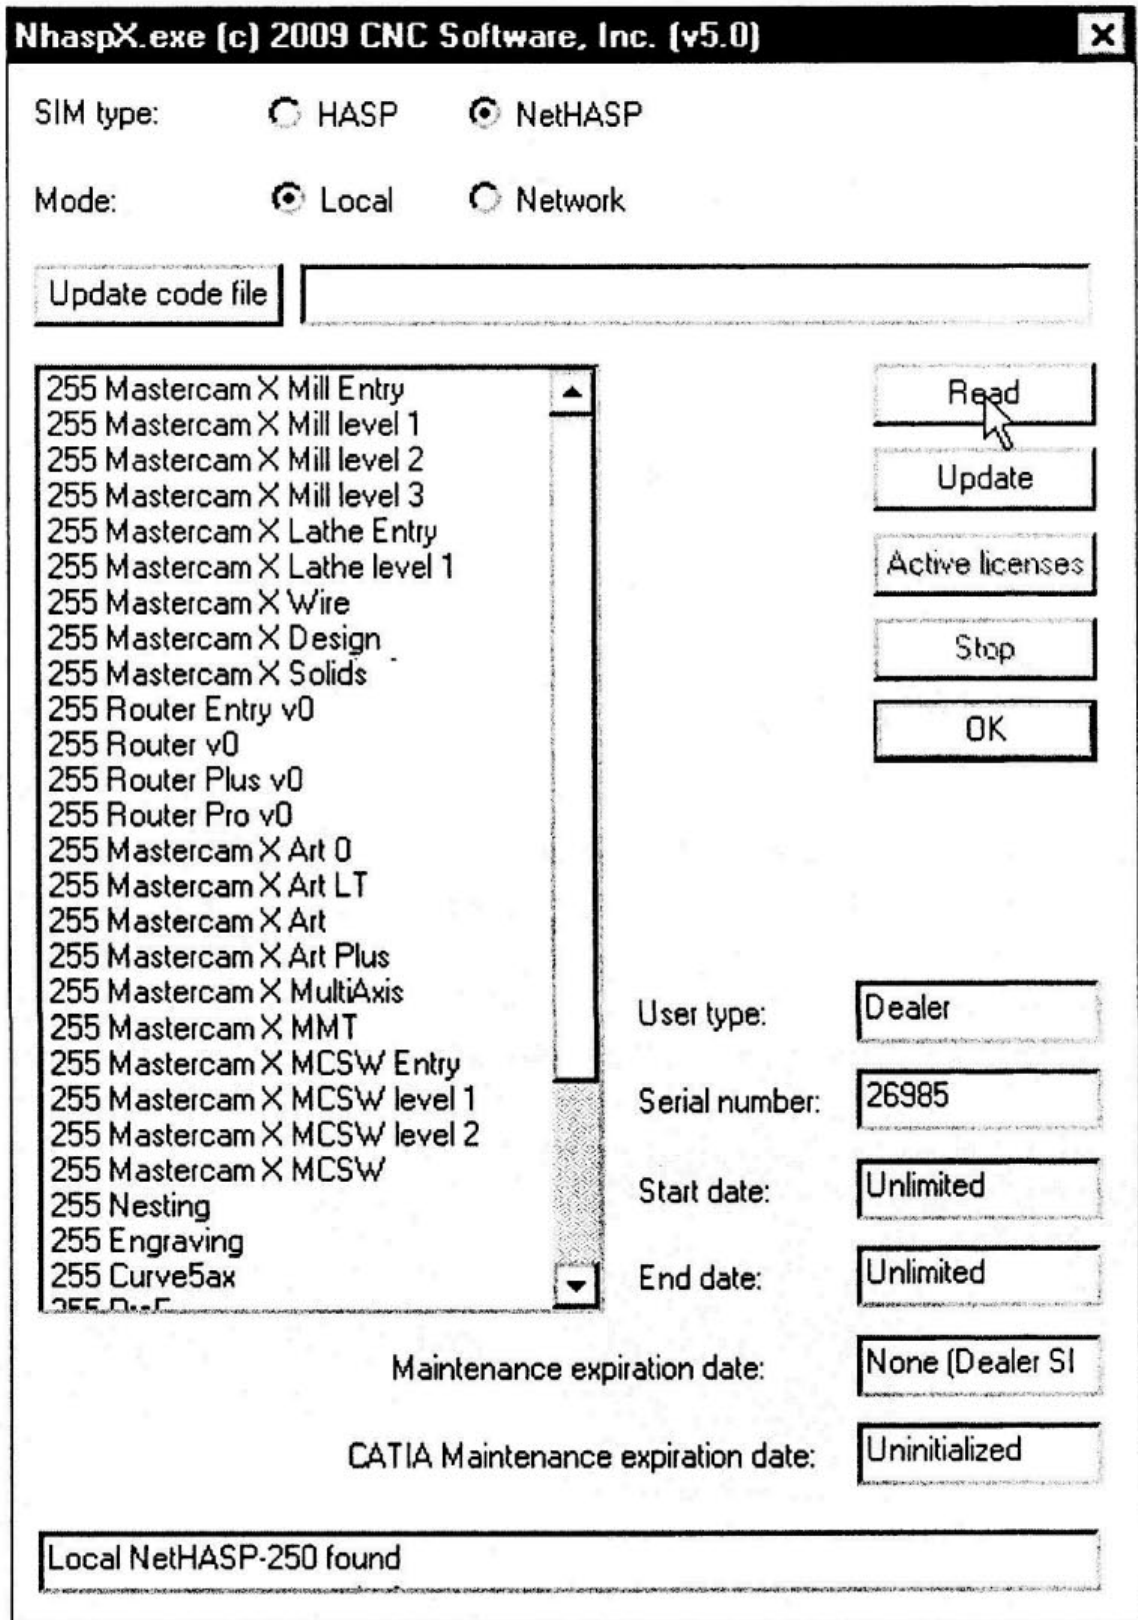 NhaspX.exe (c) 2009 CNC Software, Inc. (v5.0)
SIM type: HASP NetHASP
Mode: Local Network
Update code file
255 Mastercam X Mill Entry
255 Mastercam X Mill level 1
255 Mastercam X Mill level 2
255 Mastercam X Mill level 3
255 Mastercam X Lathe Entry
255 Mastercam X Lathe level 1
255 Mastercam X Wire
255 Mastercam X Design
255 Mastercam X Solids
255 Router Entry v0
255 Router v0
255 Router Plus v0
255 Router Pro v0
255 Mastercam X Art 0
255 Mastercam X Art LT
255 Mastercam X Art
255 Mastercam X Art Plus
255 Mastercam X MultiAxis
255 Mastercam X MMT
255 Mastercam X MCSW Entry
255 Mastercam X MCSW level 1
255 Mastercam X MCSW level 2
255 Mastercam X MCSW
255 Nesting
255 Engraving
255 Curve5ax
255
Read
Update
Active licenses
Stop
OK
User type: Dealer
Serial number: 26985
Start date: Unlimited
End date: Unlimited
Maintenance expiration date: None (Dealer SI
CATIA Maintenance expiration date: Uninitialized
Local NetHASP-250 found